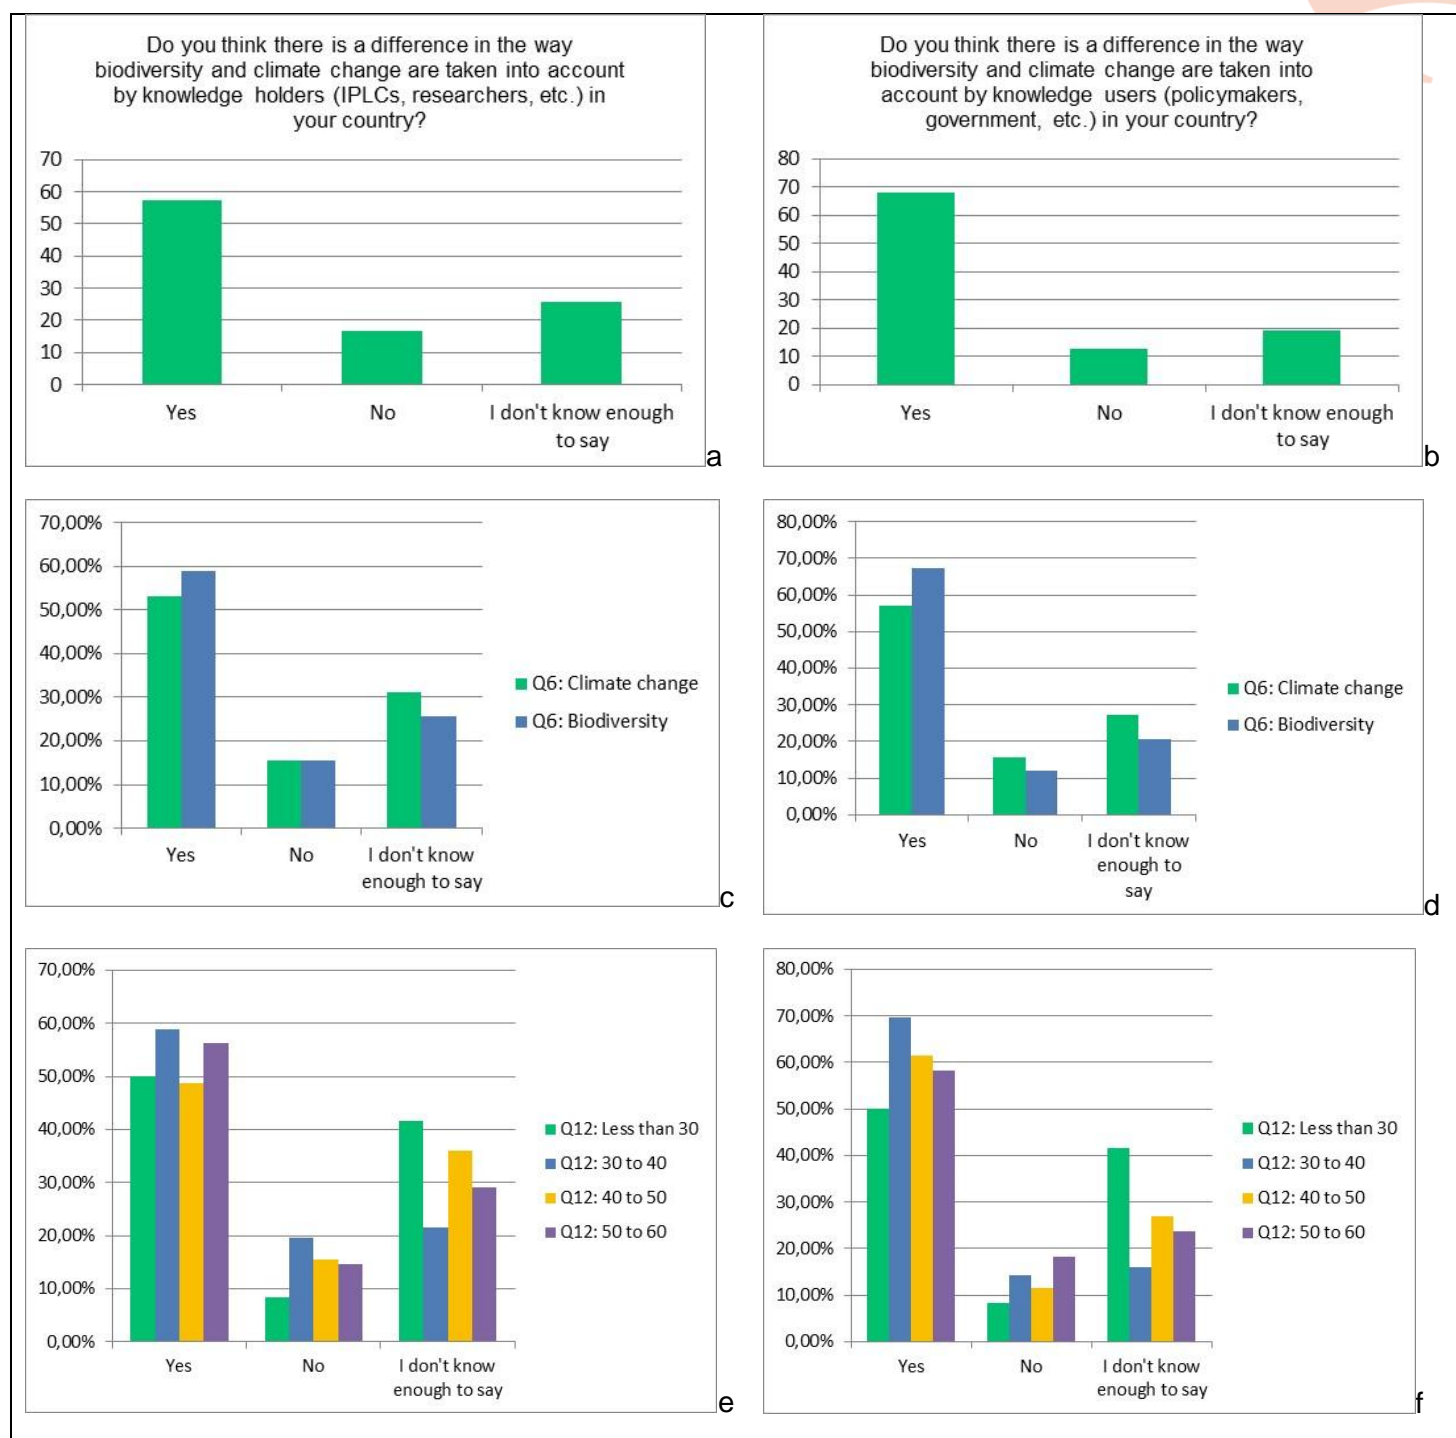 Do you think there is a difference in the way
biodiversity and climate change are taken into account
by knowledge holders (IPLCs, researchers, etc.) in
your country?
70
60
50
40
30
20
10
0
Yes
No
I don't know enough
to say
a
Do you think there is a difference in the way
biodiversity and climate change are taken into
account by knowledge users (policymakers,
government, etc.) in your country?
80
70
60
50
40
30
20
10
0
Yes
No
I don't know enough
to say
b
70,00%
60,00%
50,00%
40,00%
30,00%
20,00%
10,00%
0,00%
Yes
No
I don't know
enough to say
Q6: Climate change
Q6: Biodiversity
c
80,00%
70,00%
60,00%
50,00%
40,00%
30,00%
20,00%
10,00%
0,00%
Yes
No
I don't know
enough to
say
Q6: Climate change
Q6: Biodiversity
d
70,00%
60,00%
50,00%
40,00%
30,00%
20,00%
10,00%
0,00%
Yes
No
I don't know
enough to say
Q12: Less than 30
Q12: 30 to 40
Q12: 40 to 50
Q12: 50 to 60
e
80,00%
70,00%
60,00%
50,00%
40,00%
30,00%
20,00%
10,00%
0,00%
Yes
No
I don't know
enough to say
Q12: Less than 30
Q12: 30 to 40
Q12: 40 to 50
Q12: 50 to 60
f